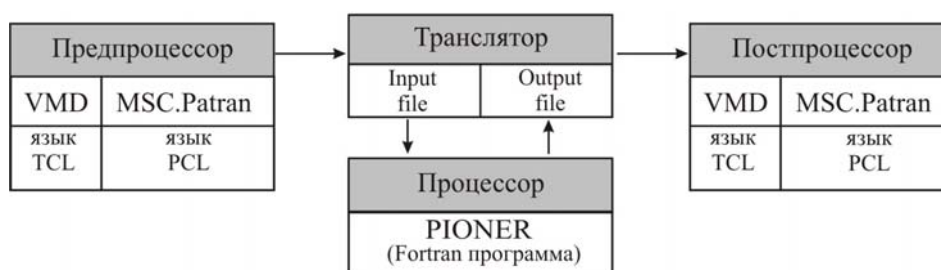 Предпроцессор
VMD
MSC.Patran
язык
TCL
язык
PCL
Транслятор
Input
file
Output
file
Процессор
PIONER
(Fortran программа)
Постпроцессор
VMD
MSC.Patran
язык
TCL
язык
PCL